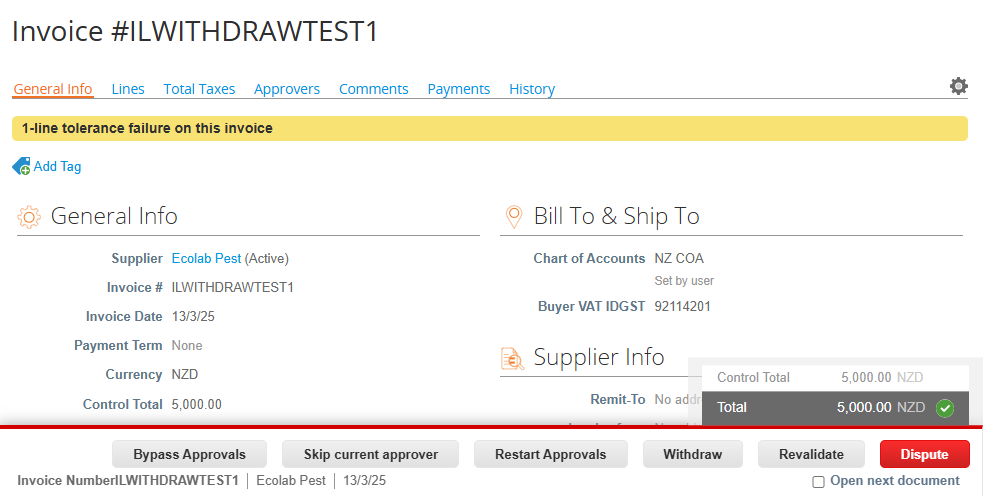 Invoice #ILWITHDRAWTEST1
General Info Lines Total Taxes Approvers Comments Payments History
1-line tolerance failure on this invoice
Add Tag
General Info
Supplier Ecolab Pest (Active)
Invoice # ILWITHDRAWTEST1
Invoice Date 13/3/25
Payment Term None
Currency NZD
Control Total 5,000.00
Bill To & Ship To
Chart of Accounts NZ COA
Set by user
Buyer VAT IDGST 92114201
Supplier Info
Remit-To No addr
Control Total 5,000.00 NZD
Total 5,000.00 NZD
Bypass Approvals Skip current approver Restart Approvals Withdraw Revalidate Dispute
Invoice NumberILWITHDRAWTEST1 Ecolab Pest 13/3/25 Open next document